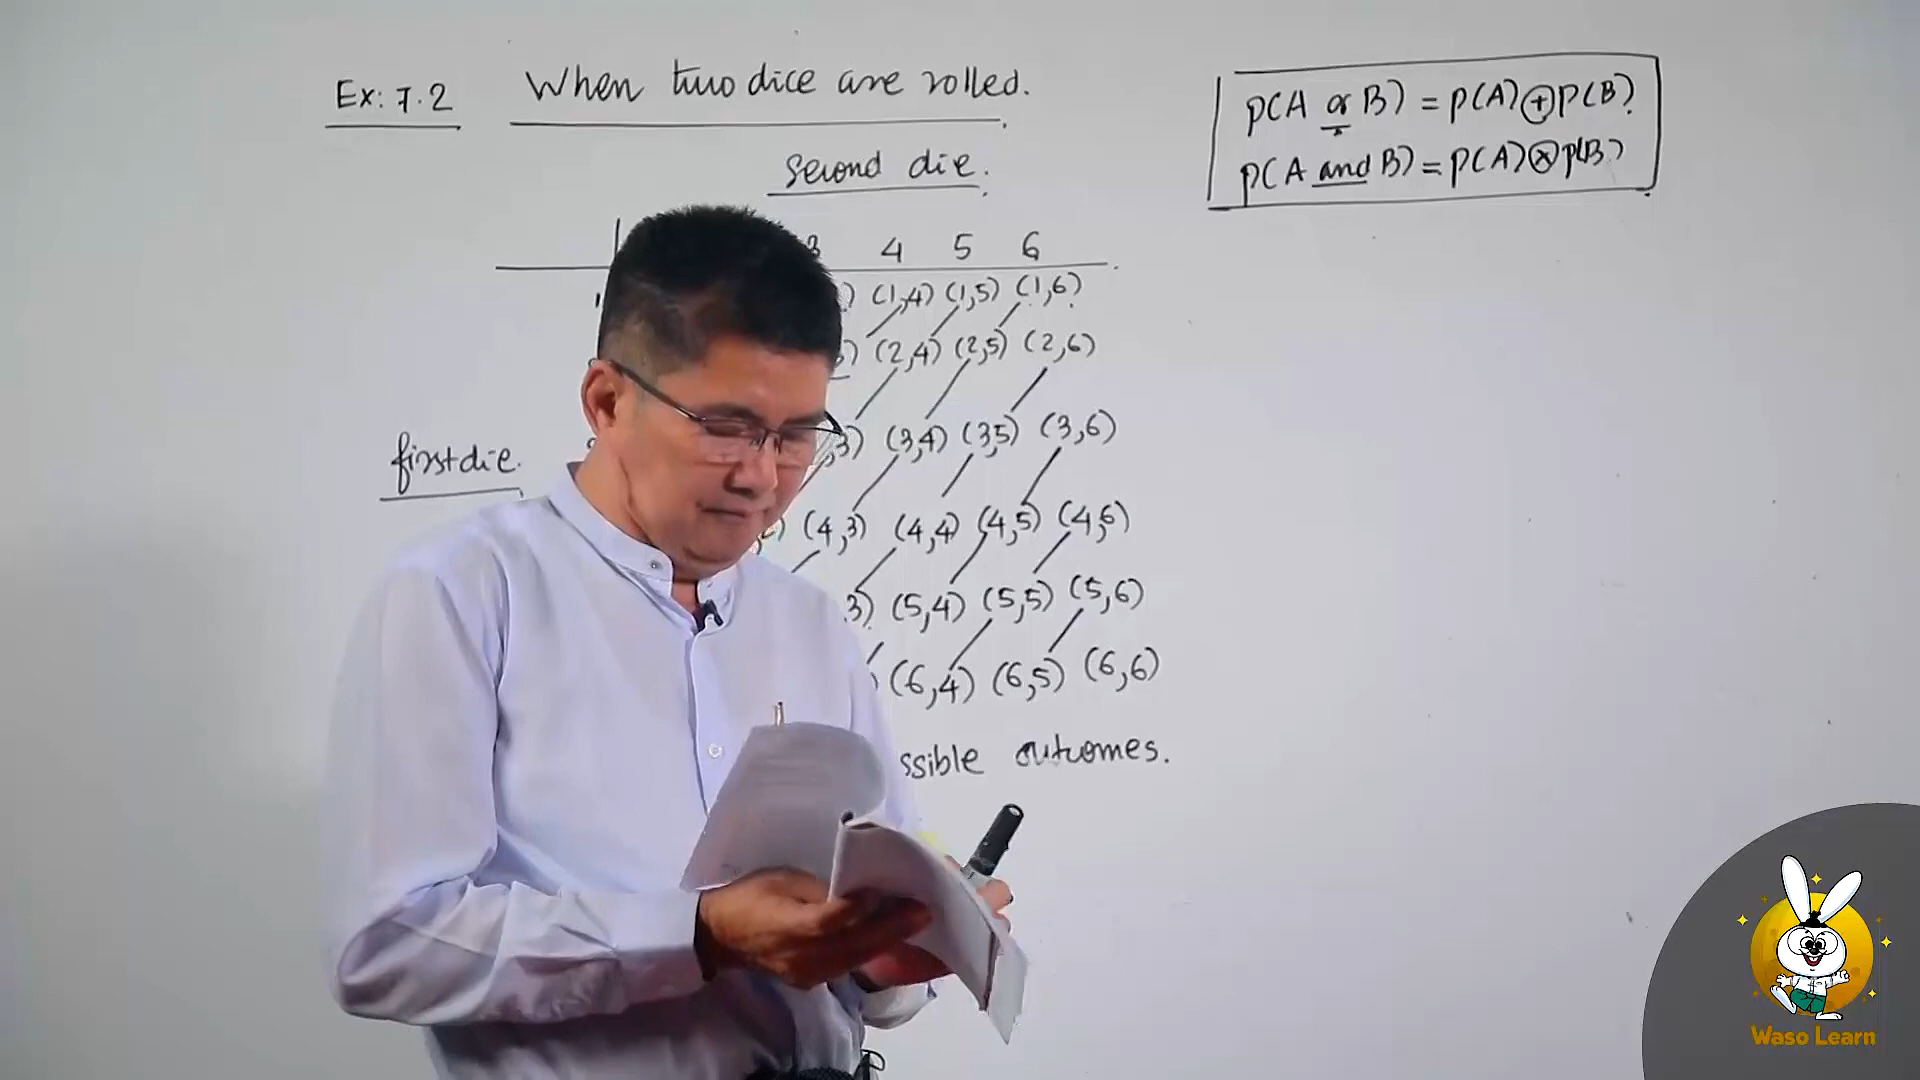 Ex: 7.2 When two dice are rolled.
P(A or B) = P(A) + P(B)
P(A and B) = P(A) × P(B)
Second die.
4 5 6
(1,4) (1,5) (1,6)
(2,4) (2,5) (2,6)
first die.
(3,4) (3,5) (3,6)
(4,3) (4,4) (4,5) (4,6)
(5,4) (5,5) (5,6)
(6,4) (6,5) (6,6)
outcomes.
Waso Learn